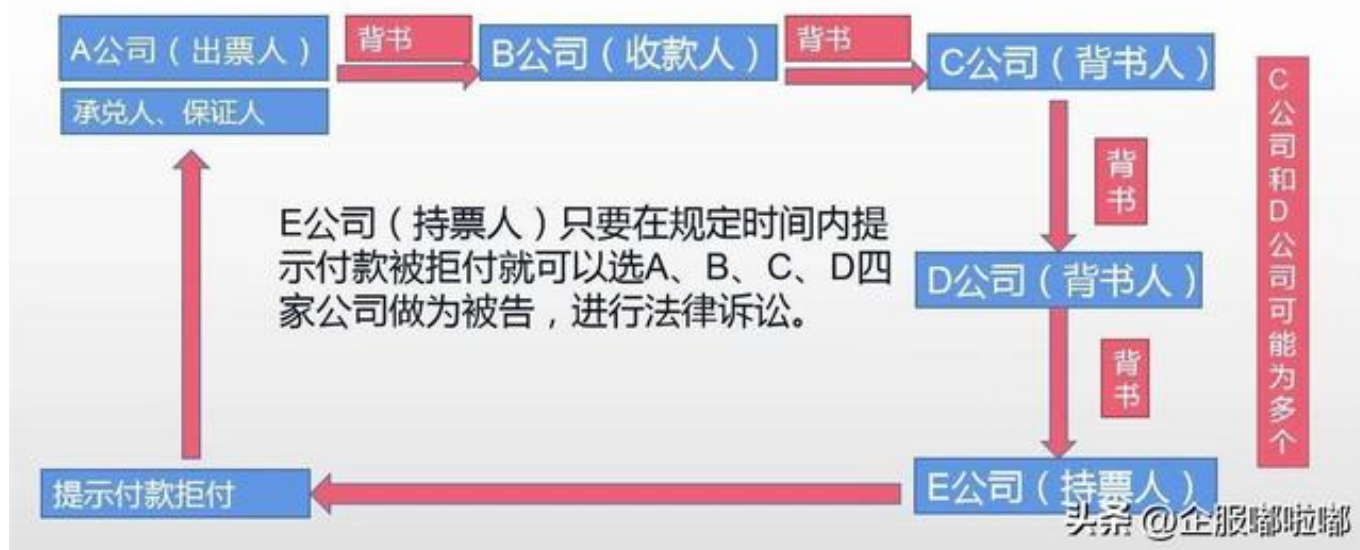 A公司（出票人）
承兑人、保证人
背书
B公司（收款人）
背书
C公司（背书人）
背书
D公司（背书人）
背书
E公司（持票人）
提示付款拒付
E公司（持票人）只要在规定时间内提
示付款被拒付就可以选A、B、C、D四
家公司做为被告，进行法律诉讼。
C公司和D公司可能为多个
头条 @企服嘟啦嘟